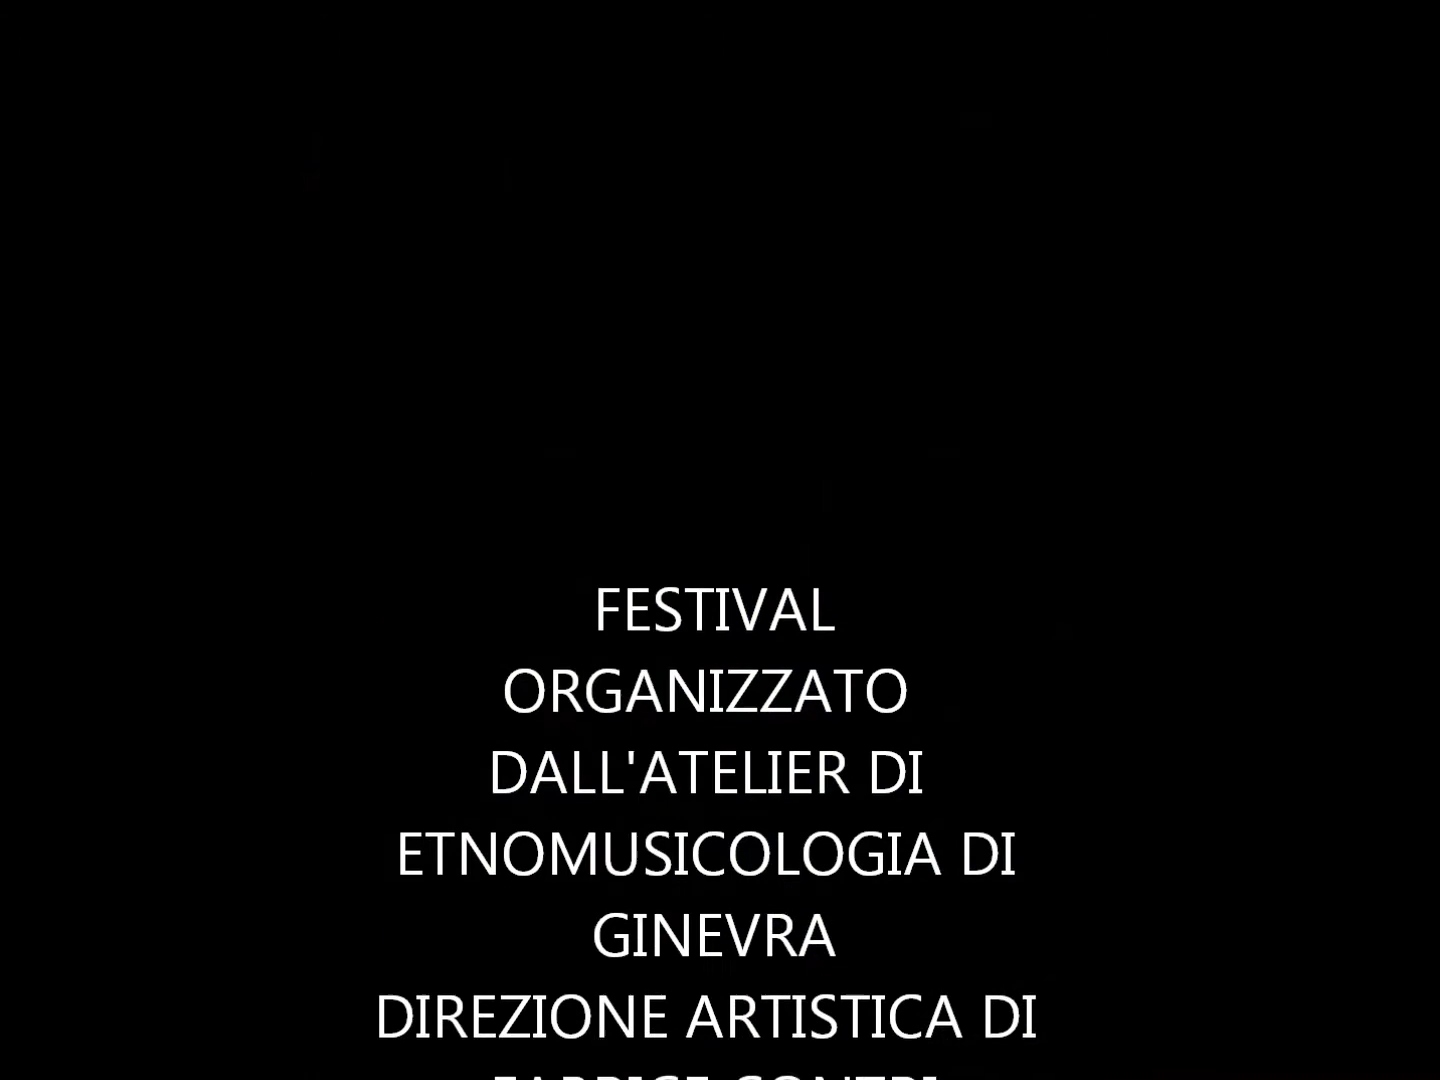 FESTIVAL
ORGANIZZATO
DALL'ATELIER DI
ETNOMUSICOLOGIA DI
GINEVRA
DIREZIONE ARTISTICA DI